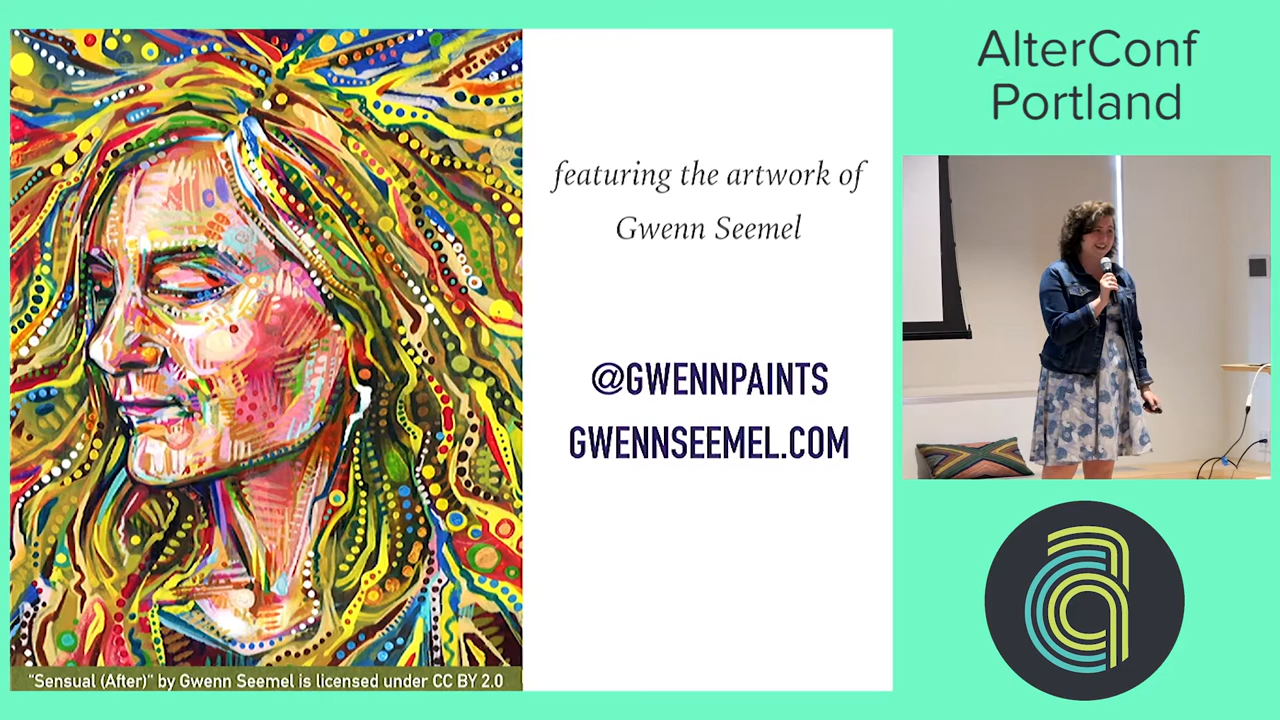 featuring the artwork of
Gwenn Seemel
@GWENNPAINTS
GWENNSEEMEL.COM
"Sensual (After)" by Gwenn Seemel is licensed under CC BY 2.0
AlterConf
Portland